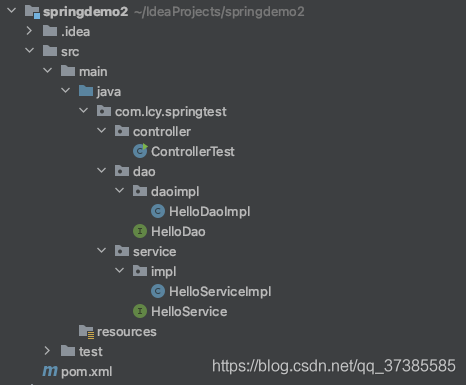 springdemo2 ~/IdeaProjects/springdemo2
.idea
src
main
java
com.lcy.springtest
controller
ControllerTest
dao
daoimpl
HelloDaoImpl
HelloDao
service
impl
HelloServiceImpl
HelloService
resources
test
pom.xml
https://blog.csdn.net/qq_37385585